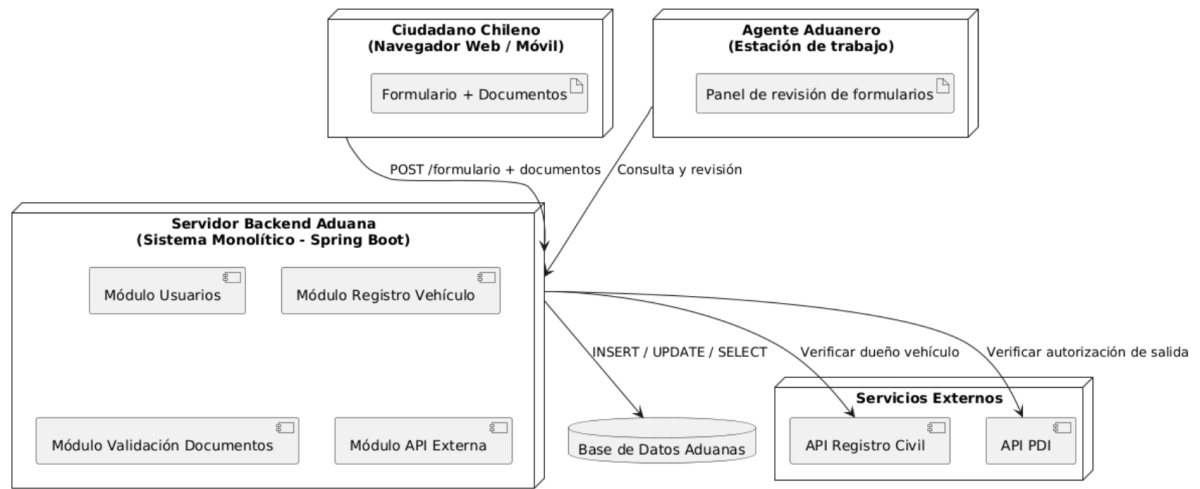 Ciudadano Chileno
(Navegador Web / Móvil)
Formulario + Documentos
Agente Aduanero
(Estación de trabajo)
Panel de revisión de formularios
POST /formulario + documentos
Consulta y revisión
Servidor Backend Aduana
(Sistema Monolítico - Spring Boot)
Módulo Usuarios
Módulo Registro Vehículo
Módulo Validación Documentos
Módulo API Externa
INSERT / UPDATE / SELECT
Verificar dueño vehículo
Verificar autorización de salida
Base de Datos Aduanas
Servicios Externos
API Registro Civil
API PDI